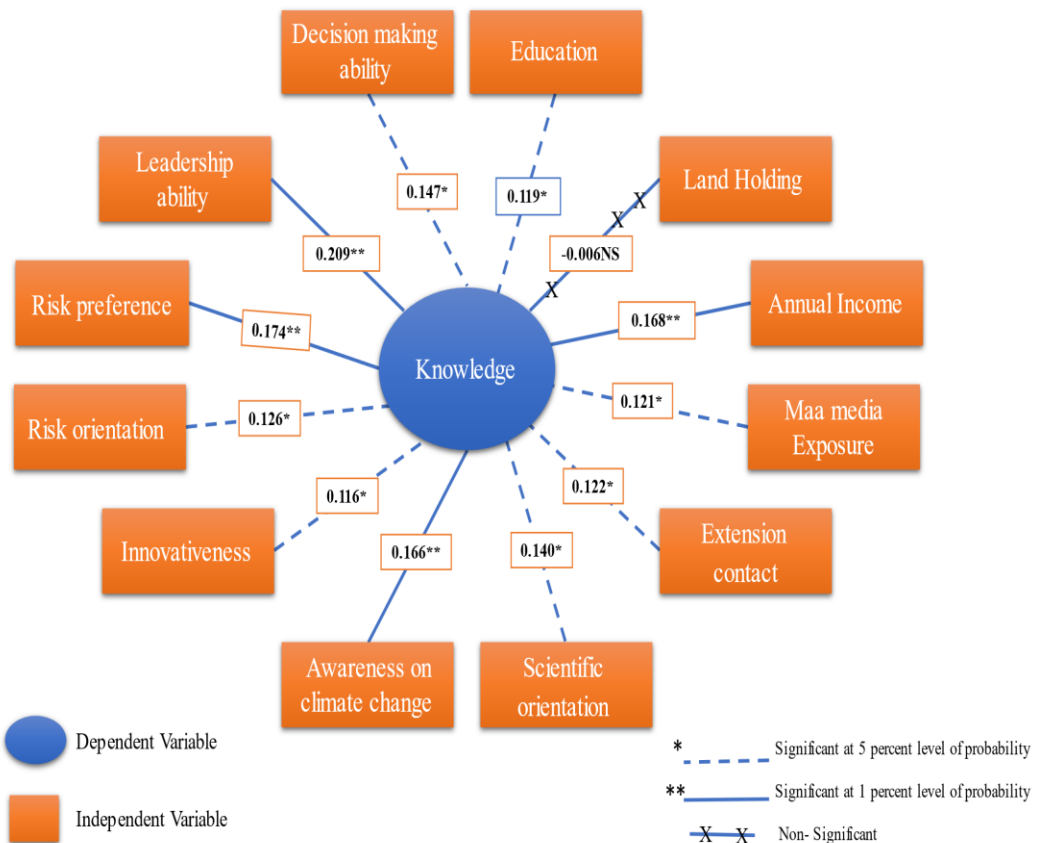 Decision making
ability
Education
Leadership
ability
Land Holding
0.147*
0.119*
X
X
0.209**
-0.006NS
X
Risk preference
Annual Income
0.174**
0.168**
Knowledge
Risk orientation
0.126*
0.121*
Maa media
Exposure
0.116*
0.122*
Innovativeness
0.166**
0.140*
Extension
contact
Awareness on
climate change
Scientific
orientation
Dependent Variable
Independent Variable
* Significant at 5 percent level of probability
** Significant at 1 percent level of probability
X X Non- Significant